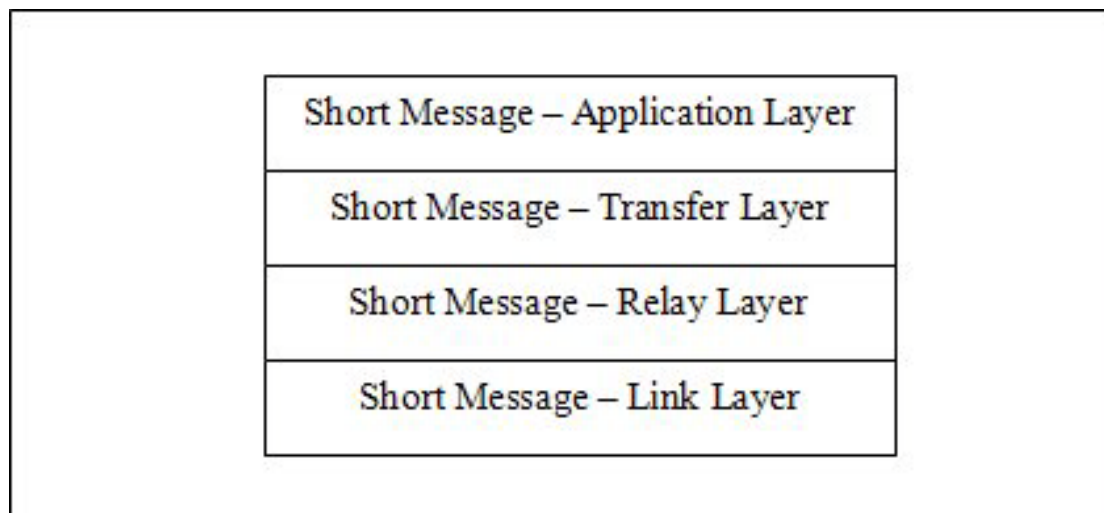 Short Message – Application Layer
Short Message – Transfer Layer
Short Message – Relay Layer
Short Message – Link Layer